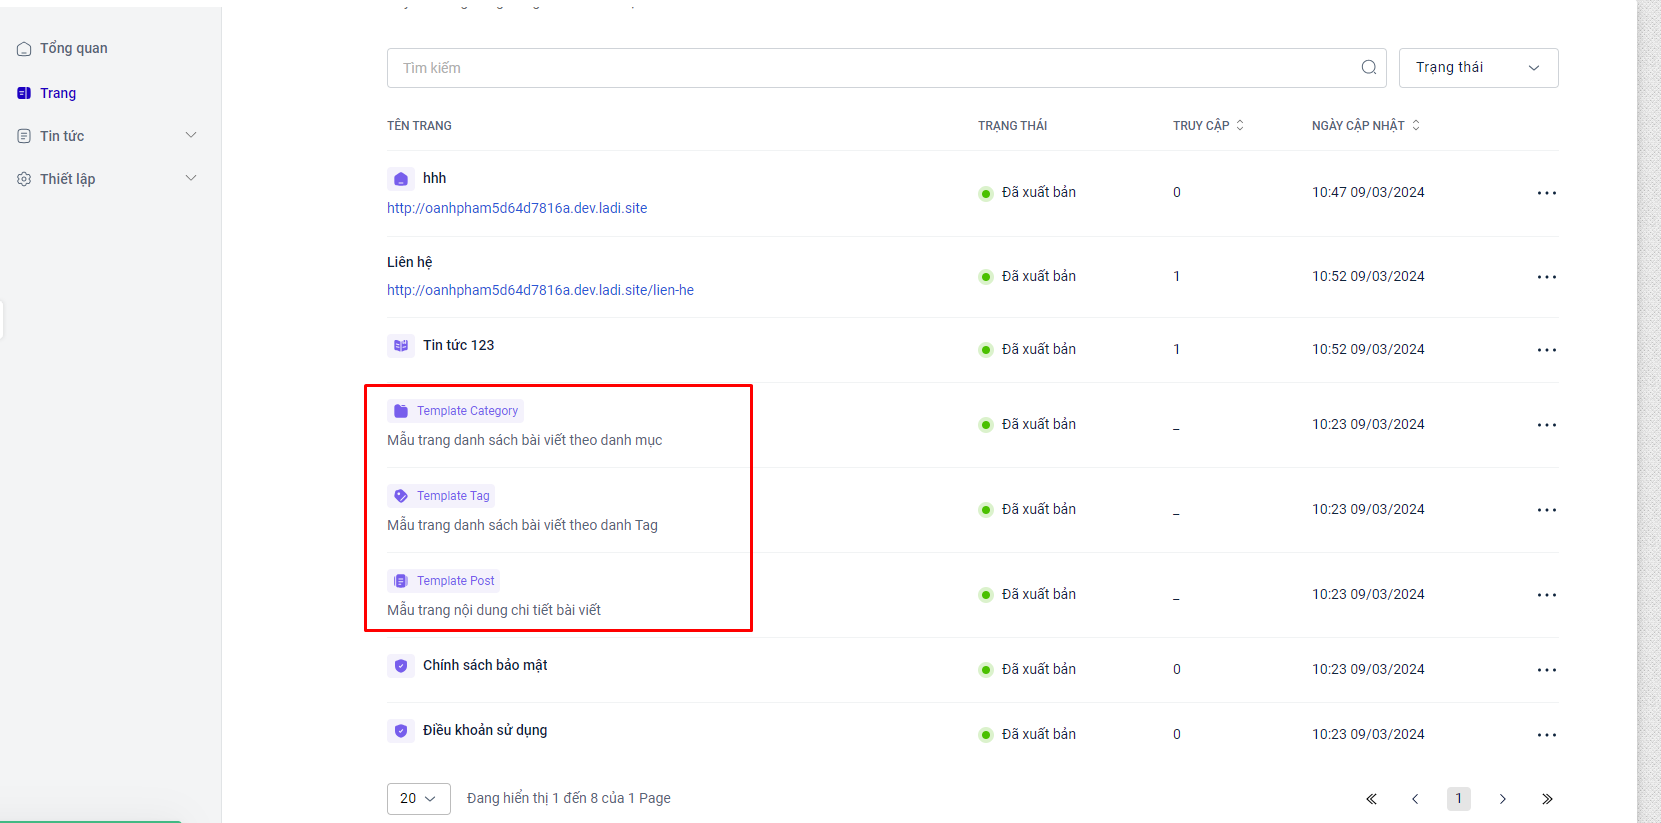 Tổng quan
Trang
Tin tức
Thiết lập
Tìm kiếm
Trạng thái
TÊN TRANG TRẠNG THÁI TRUY CẬP NGÀY CẬP NHẬT
hhh
http://oanhpham5d64d7816a.dev.ladi.site
Đã xuất bản 0 10:47 09/03/2024
Liên hệ
http://oanhpham5d64d7816a.dev.ladi.site/lien-he
Đã xuất bản 1 10:52 09/03/2024
Tin tức 123 Đã xuất bản 1 10:52 09/03/2024
Template Category
Mẫu trang danh sách bài viết theo danh mục
Đã xuất bản _ 10:23 09/03/2024
Template Tag
Mẫu trang danh sách bài viết theo danh Tag
Đã xuất bản _ 10:23 09/03/2024
Template Post
Mẫu trang nội dung chi tiết bài viết
Đã xuất bản _ 10:23 09/03/2024
Chính sách bảo mật Đã xuất bản 0 10:23 09/03/2024
Điều khoản sử dụng Đã xuất bản 0 10:23 09/03/2024
20 Đang hiển thị 1 đến 8 của 1 Page 1